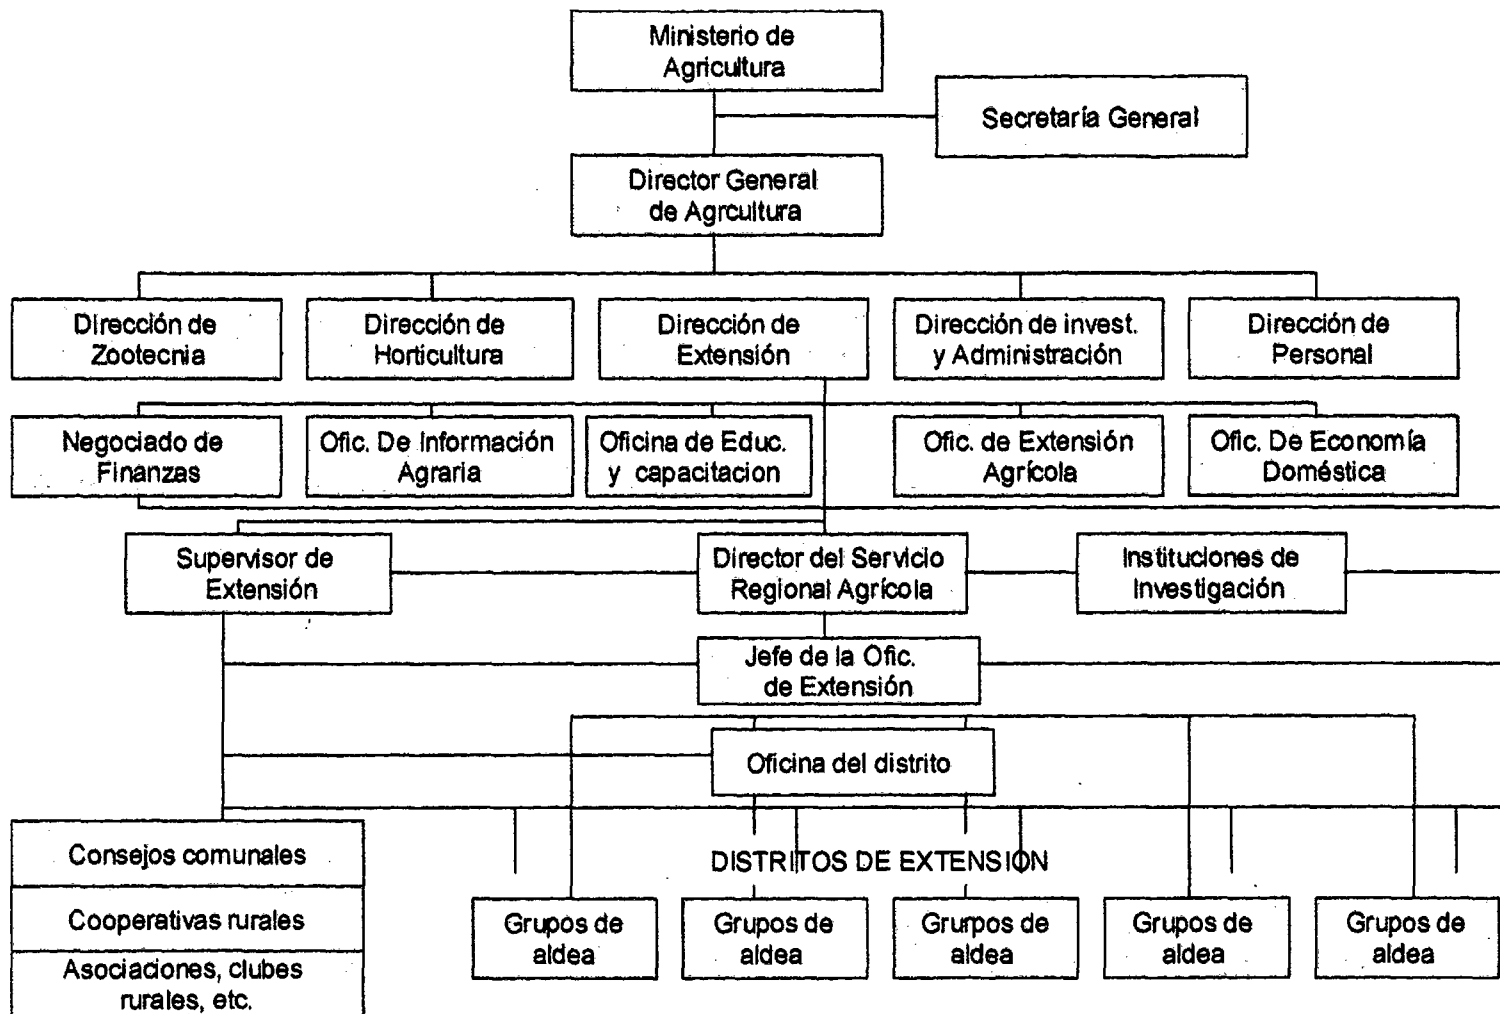 Ministerio de
Agricultura
Secretaría General
Director General
de Agrcultura
Dirección de
Zootecnia
Dirección de
Horticultura
Dirección de
Extensión
Dirección de invest.
y Administración
Dirección de
Personal
Negociado de
Finanzas
Ofic. De Información
Agraria
Oficina de Educ.
y capacitacion
Ofic. de Extensión
Agrícola
Ofic. De Economía
Doméstica
Supervisor de
Extensión
Director del Servicio
Regional Agrícola
Instituciones de
Investigación
Jefe de la Ofic.
de Extensión
Oficina del distrito
Consejos comunales
Cooperativas rurales
Asociaciones, clubes
rurales, etc.
DISTRITOS DE EXTENSION
Grupos de
aldea
Grupos de
aldea
Grurpos de
aldea
Grupos de
aldea
Grupos de
aldea